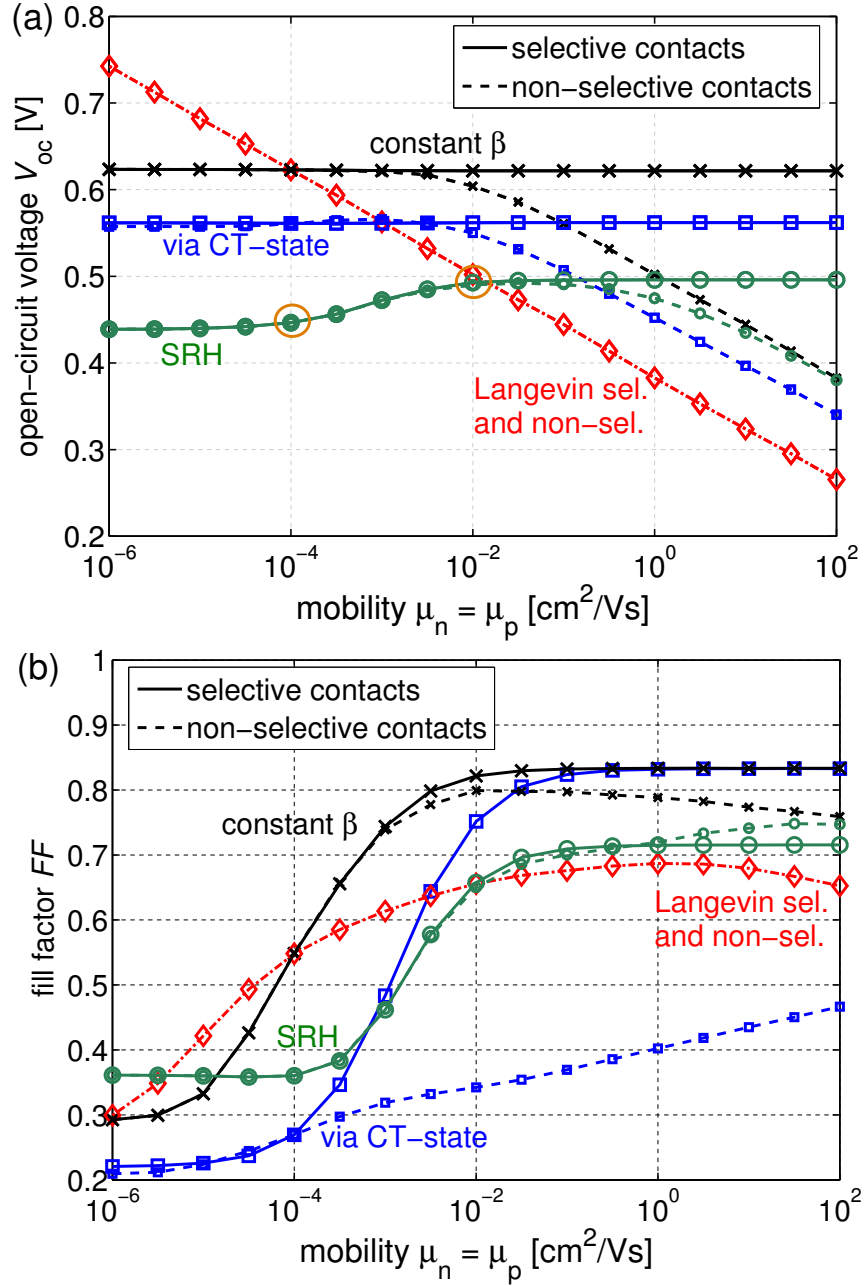 (a)
0.8
0.7
0.6
0.5
0.4
0.3
0.2
open-circuit voltage V_oc [V]
selective contacts
non-selective contacts
constant β
via CT-state
SRH
Langevin sel.
and non-sel.
10^-6
10^-4
10^-2
10^0
10^2
mobility μ_n = μ_p [cm^2/Vs]
(b)
1
0.9
0.8
0.7
0.6
0.5
0.4
0.3
0.2
fill factor FF
selective contacts
non-selective contacts
constant β
Langevin sel.
and non-sel.
SRH
via CT-state
10^-6
10^-4
10^-2
10^0
10^2
mobility μ_n = μ_p [cm^2/Vs]